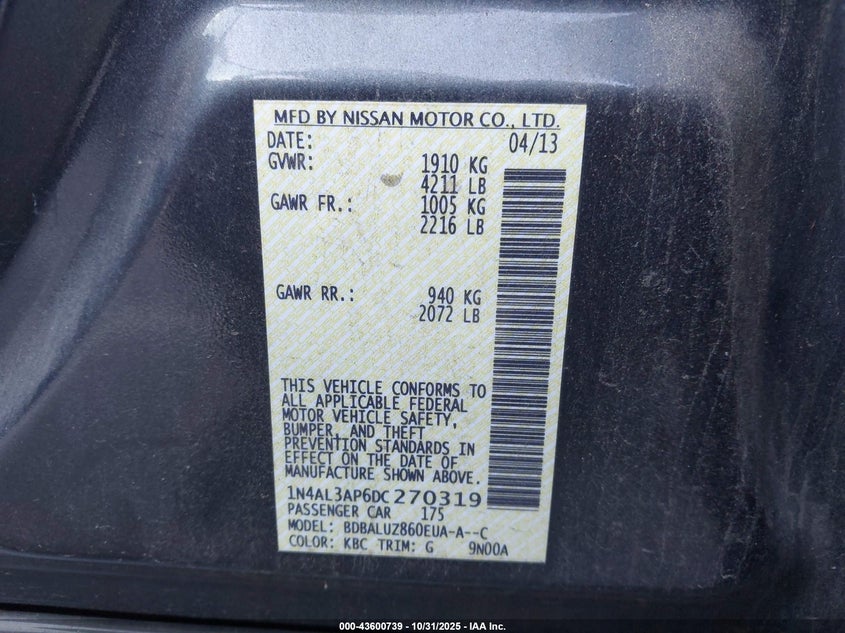 MFD BY NISSAN MOTOR CO., LTD.
DATE: 04/13
GVWR: 1910 KG
4211 LB
GAWR FR.: 1005 KG
2216 LB
GAWR RR.: 940 KG
2072 LB
THIS VEHICLE CONFORMS TO
ALL APPLICABLE FEDERAL
MOTOR VEHICLE SAFETY,
BUMPER, AND THEFT
PREVENTION STANDARDS IN
EFFECT ON THE DATE OF
MANUFACTURE SHOWN ABOVE.
1N4AL3AP6DC270319
PASSENGER CAR 175
MODEL: BDBALUZ860EUA-A--C
COLOR: KBC TRIM: G 9N00A
000-43600739 - 10/31/2025 - IAA Inc.